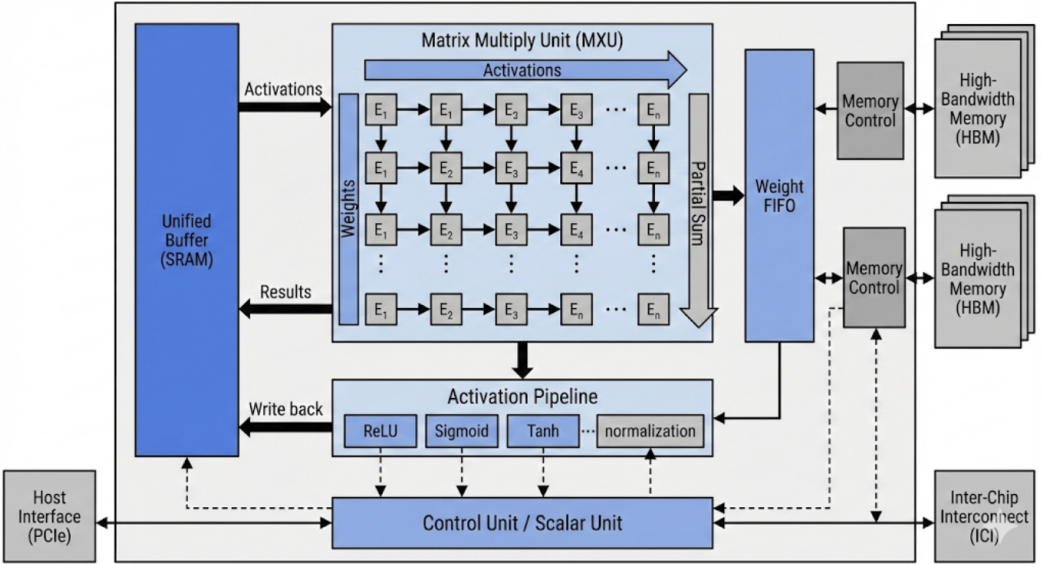 Matrix Multiply Unit (MXU)
Activations
Activations
Weights
Partial Sum
E1 E1 E2 E3 ··· En
E1 E2 E3 E4 ··· En
E1 E2 E3 E4 ··· En
E1 E2 E3 En ··· En
Unified
Buffer
(SRAM)
Results
Write back
Weight
FIFO
Memory
Control
High-
Bandwidth
Memory
(HBM)
Memory
Control
High-
Bandwidth
Memory
(HBM)
Activation Pipeline
ReLU Sigmoid Tanh ··· normalization
Host
Interface
(PCIe)
Control Unit / Scalar Unit
Inter-Chip
Interconnect
(ICI)